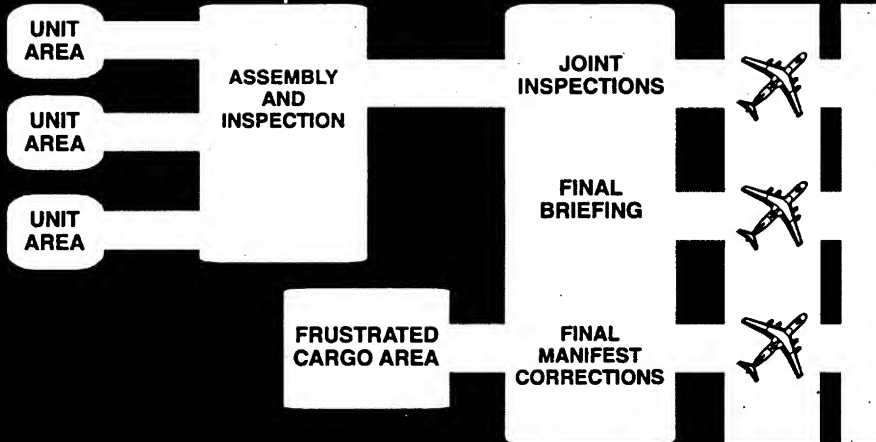 UNIT
AREA
UNIT
AREA
UNIT
AREA
ASSEMBLY
AND
INSPECTION
FRUSTRATED
CARGO AREA
JOINT
INSPECTIONS
FINAL
BRIEFING
FINAL
MANIFEST
CORRECTIONS